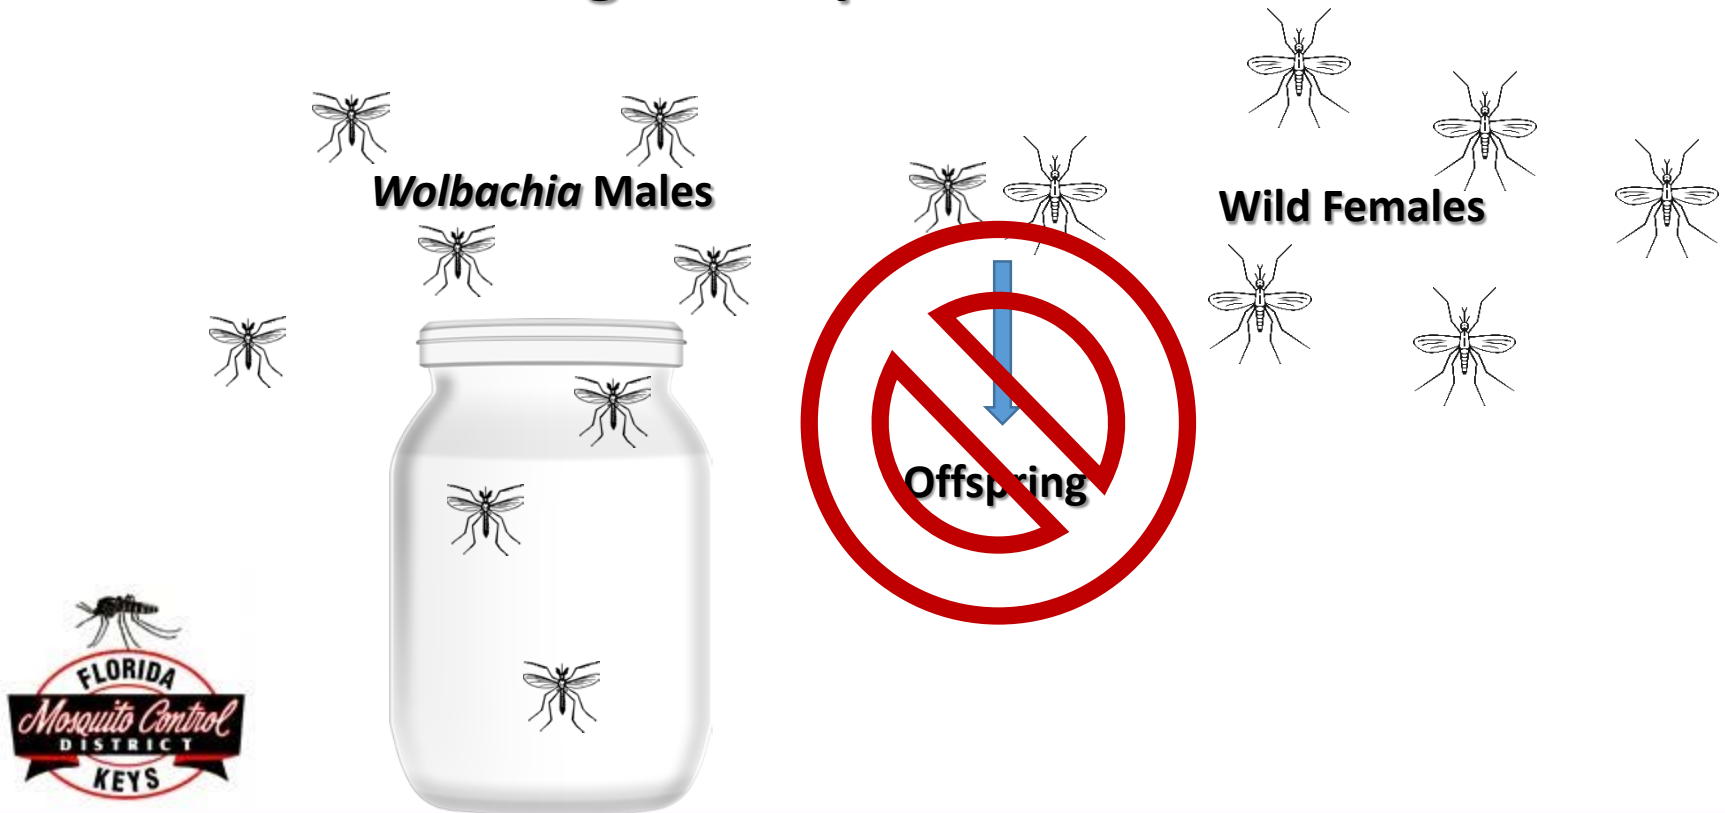 Wolbachia Males
Wild Females
Offspring
FLORIDA
Mosquito Control
DISTRICT
KEYS